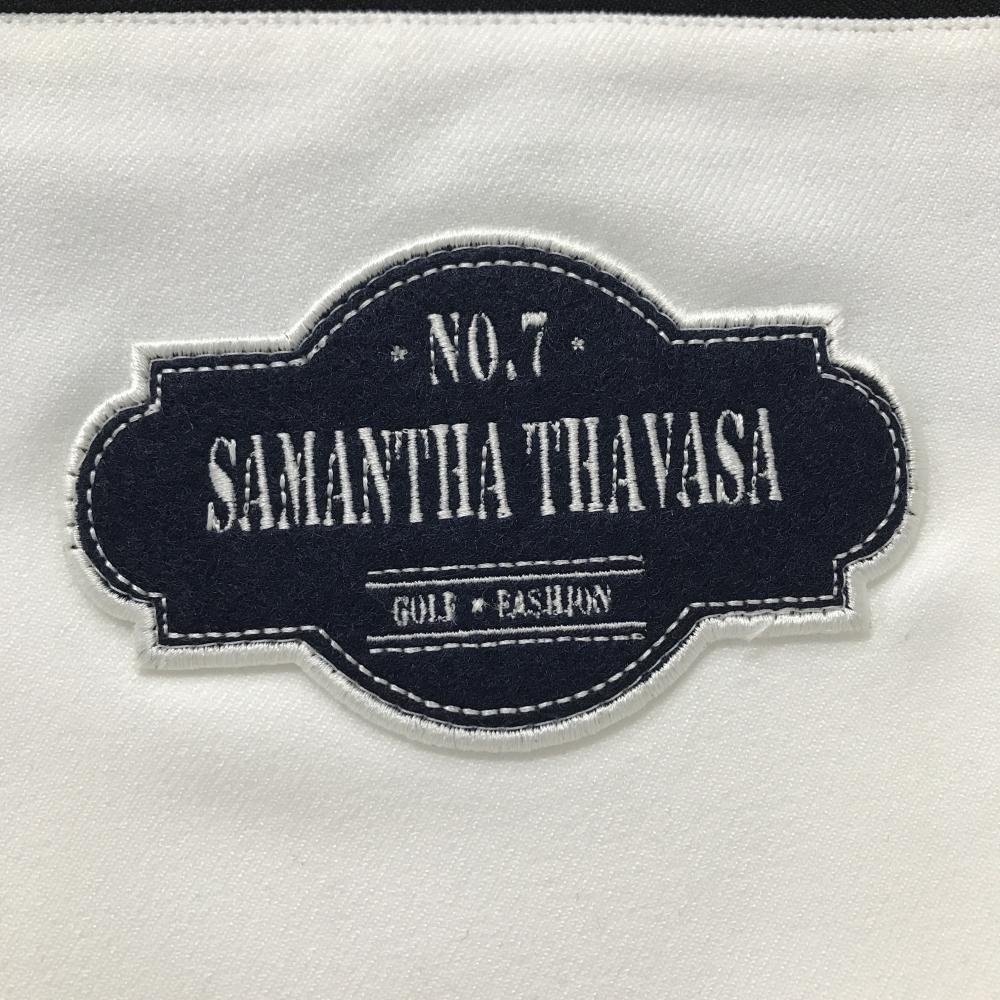 * NO.7 *
SAMANTHA THAVASA
GOLF * FASHION